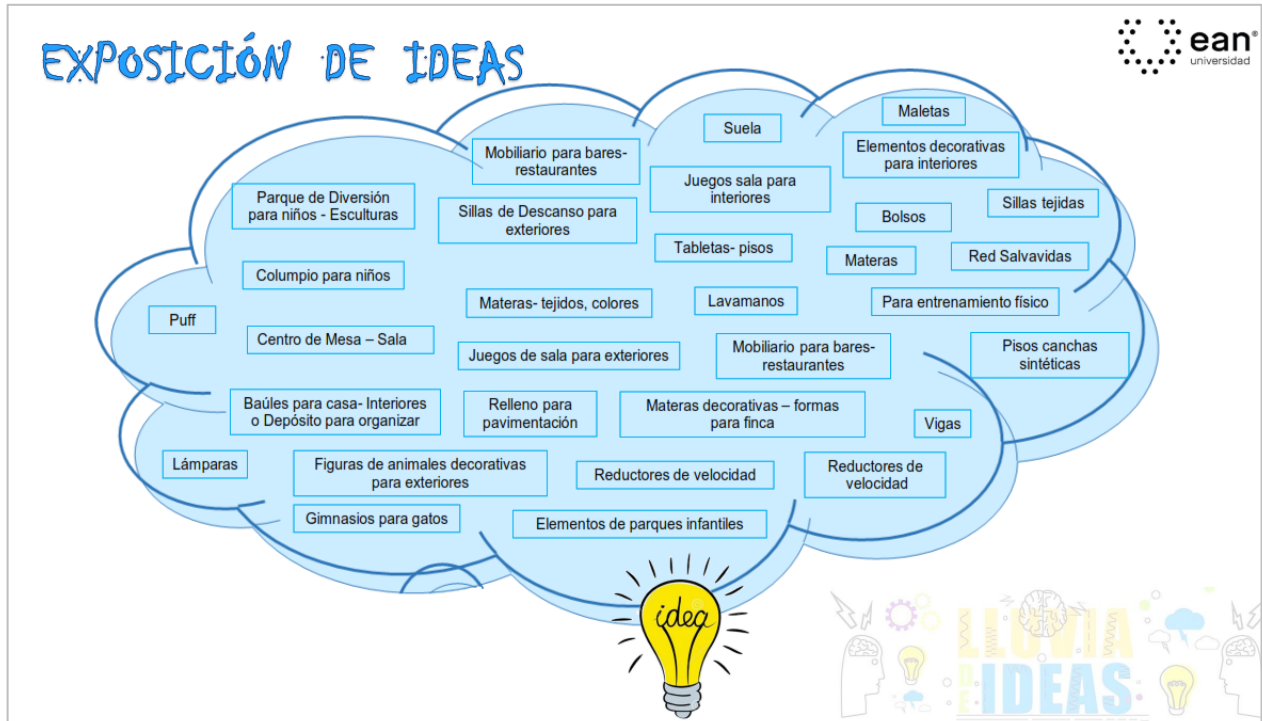 EXPOSICIÓN DE IDEAS
ean®
universidad
Maletas
Suela
Elementos decorativas
para interiores
Mobiliario para bares-
restaurantes
Juegos sala para
interiores
Parque de Diversión
para niños - Esculturas
Sillas de Descanso para
exteriores
Sillas tejidas
Bolsos
Tabletas- pisos
Materas
Red Salvavidas
Columpio para niños
Materas- tejidos, colores
Lavamanos
Para entrenamiento físico
Puff
Centro de Mesa – Sala
Juegos de sala para exteriores
Mobiliario para bares-
restaurantes
Pisos canchas
sintéticas
Baúles para casa- Interiores
o Depósito para organizar
Relleno para
pavimentación
Materas decorativas – formas
para finca
Vigas
Lámparas
Figuras de animales decorativas
para exteriores
Reductores de velocidad
Reductores de
velocidad
Gimnasios para gatos
Elementos de parques infantiles
idea
LLUVIA
DE
IDEAS